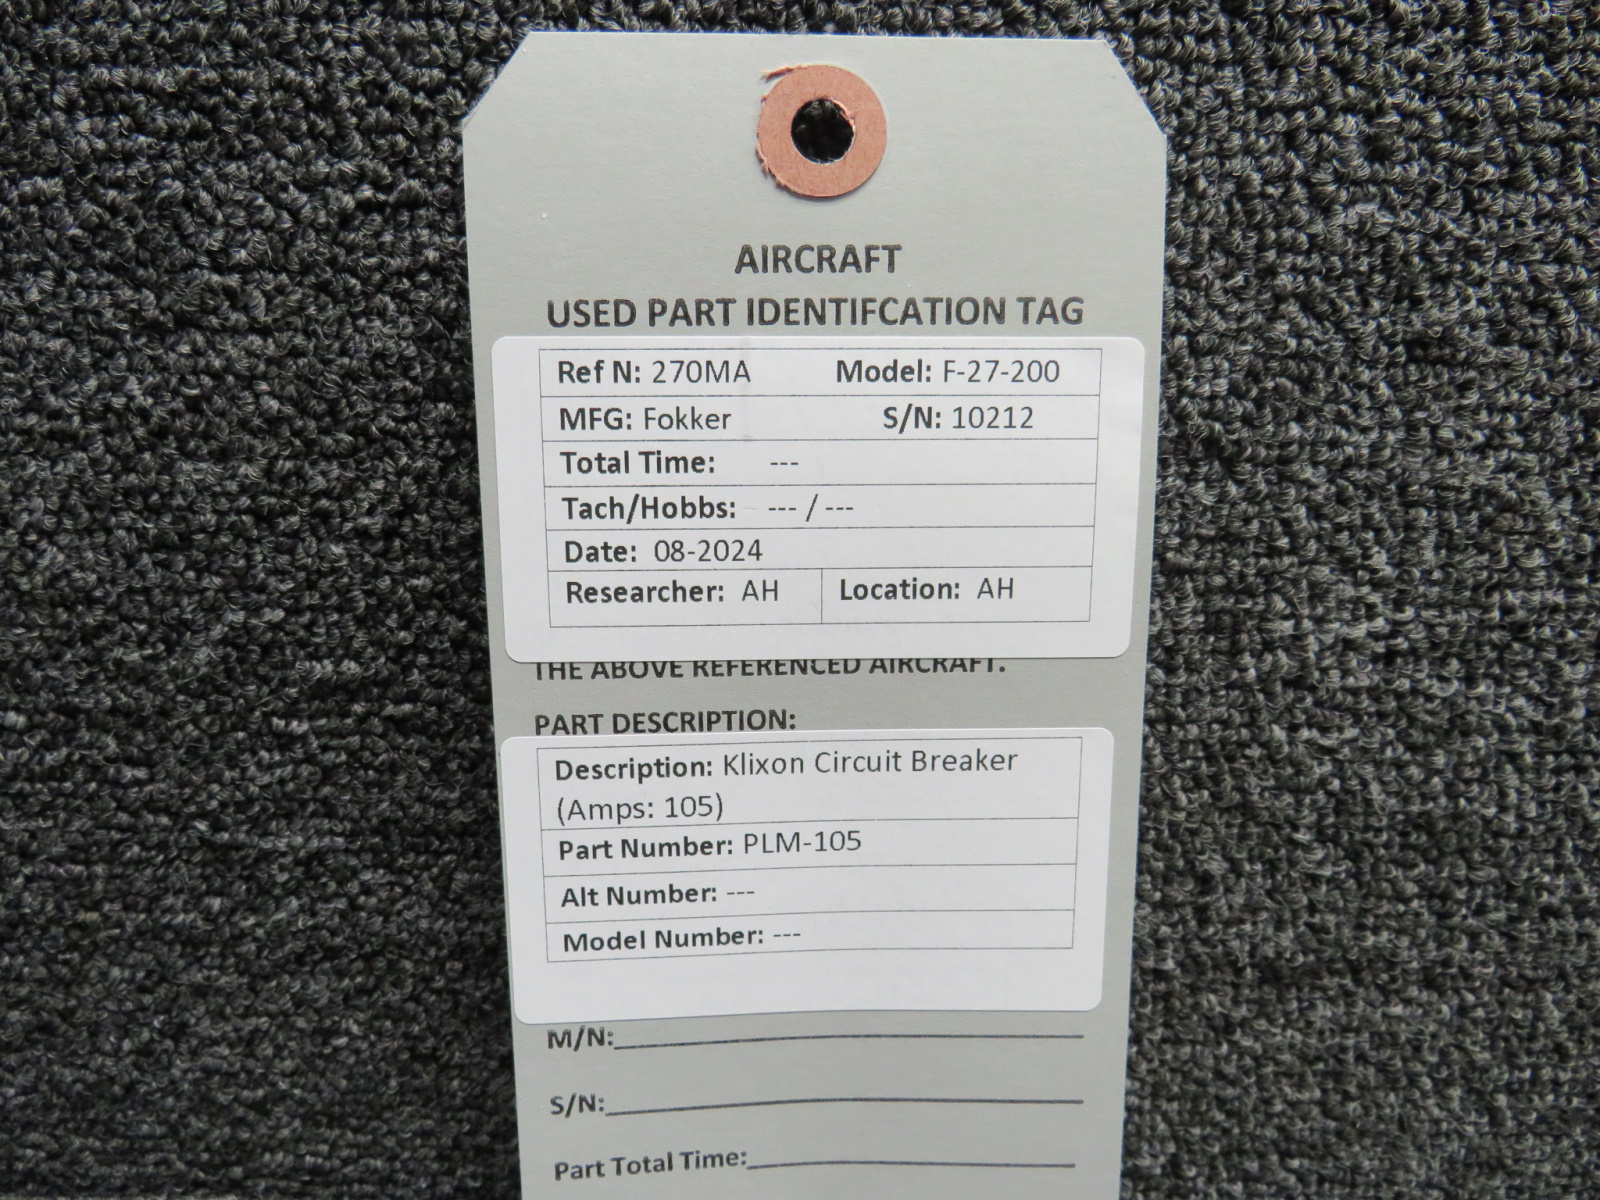 AIRCRAFT
USED PART IDENTIFCATION TAG
Ref N: 270MA Model: F-27-200
MFG: Fokker S/N: 10212
Total Time: ---
Tach/Hobbs: --- / ---
Date: 08-2024
Researcher: AH Location: AH
THE ABOVE REFERENCED AIRCRAFT.
PART DESCRIPTION:
Description: Klixon Circuit Breaker
(Amps: 105)
Part Number: PLM-105
Alt Number: ---
Model Number: ---
M/N:
S/N:
Part Total Time: